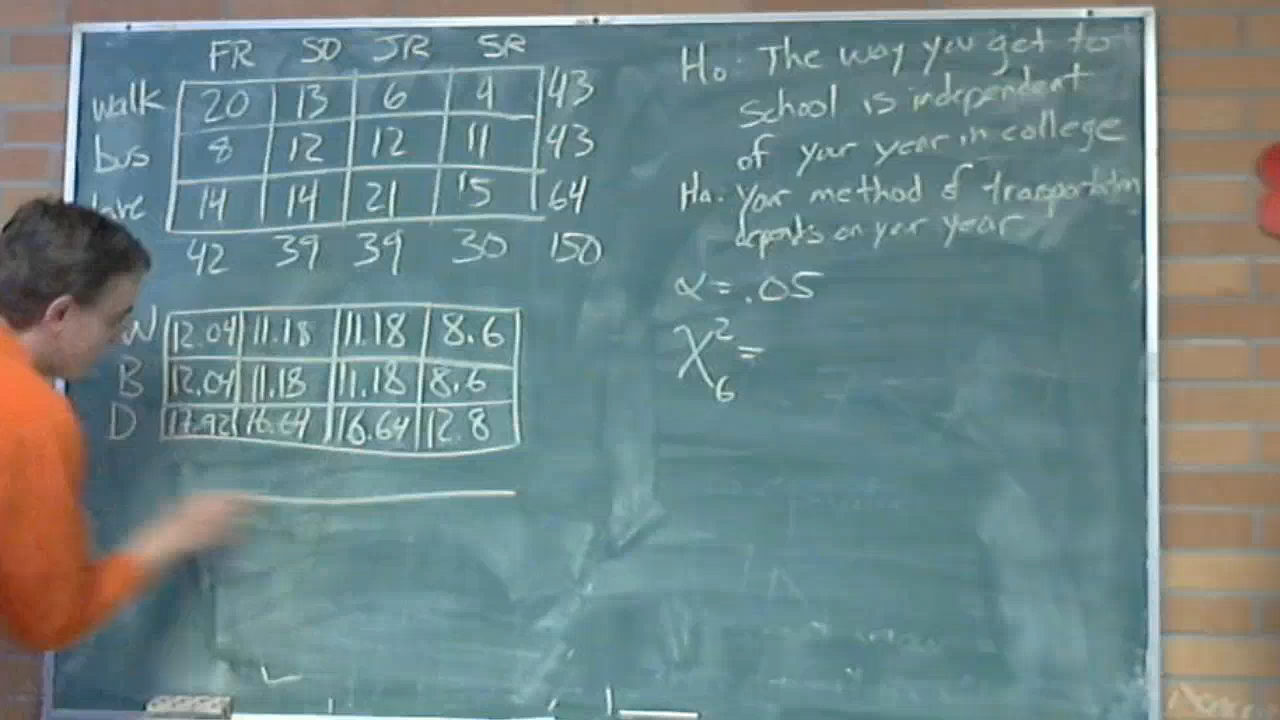 FR SO JR SR
walk 20 13 6 4 43
bus 8 12 12 11 43
14 14 21 15 64
42 39 39 30 150
W 12.04 11.18 11.18 8.6
B 12.04 11.18 11.18 8.6
D 17.92 16.64 16.64 12.8
Ho: The way you get to
school is independent
of your year in college
Ha: Your method of transportation
depends on your year
α = .05
χ²₆ =